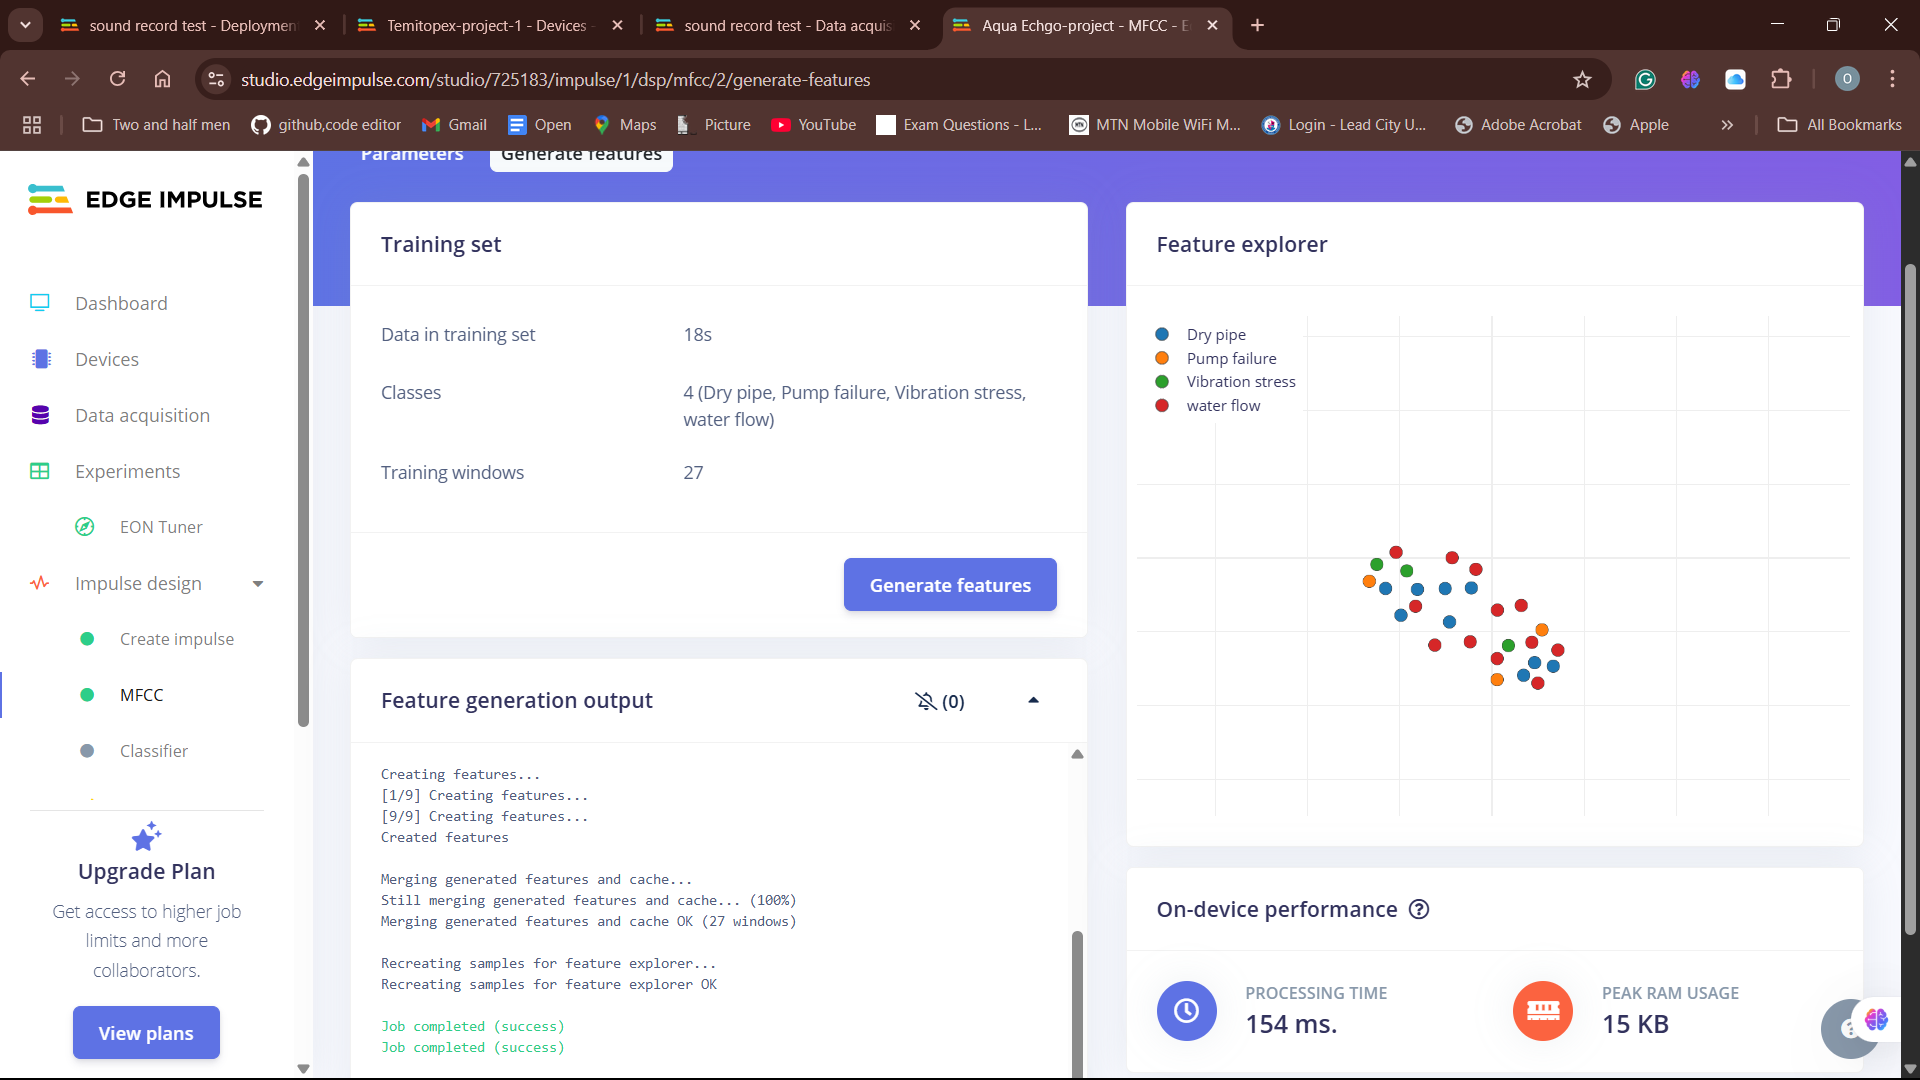 sound record test - Deploymen
Temitopex-project-1 - Devices -
sound record test - Data acquis
Aqua Echgo-project - MFCC - E
studio.edgeimpulse.com/studio/725183/impulse/1/dsp/mfcc/2/generate-features
O
Two and half men
github,code editor
Gmail
Open
Maps
Picture
YouTube
Exam Questions - L...
MTN Mobile WiFi M...
Login - Lead City U...
Adobe Acrobat
Apple
All Bookmarks
EDGE IMPULSE
Dashboard
Devices
Data acquisition
Experiments
EON Tuner
Impulse design
Create impulse
MFCC
Classifier
Upgrade Plan
Get access to higher job
limits and more
collaborators.
View plans
Parameters
Generate features
Training set
Data in training set
18s
Classes
4 (Dry pipe, Pump failure, Vibration stress,
water flow)
Training windows
27
Generate features
Feature generation output
(0)
Creating features...
[1/9] Creating features...
[9/9] Creating features...
Created features
Merging generated features and cache...
Still merging generated features and cache... (100%)
Merging generated features and cache OK (27 windows)
Recreating samples for feature explorer...
Recreating samples for feature explorer OK
Job completed (success)
Job completed (success)
Feature explorer
Dry pipe
Pump failure
Vibration stress
water flow
On-device performance
PROCESSING TIME
154 ms.
PEAK RAM USAGE
15 KB